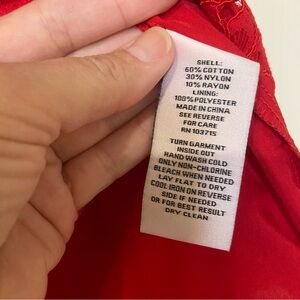 SHELL:
60% COTTON
30% NYLON
10% RAYON
LINING:
100% POLYESTER
MADE IN CHINA
SEE REVERSE
FOR CARE
RN 103715
TURN GARMENT
INSIDE OUT
HAND WASH COLD
ONLY NON-CHLORINE
BLEACH WHEN NEEDED
LAY FLAT TO DRY
COOL IRON ON REVERSE
SIDE IF NEEDED
OR FOR BEST RESULT
DRY CLEAN